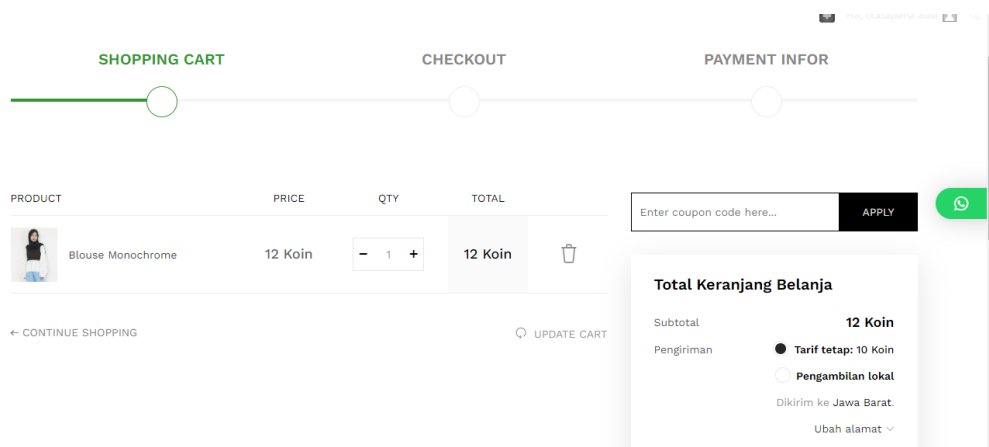 SHOPPING CART CHECKOUT PAYMENT INFOR
PRODUCT PRICE QTY TOTAL
Blouse Monochrome 12 Koin - 1 + 12 Koin
← CONTINUE SHOPPING UPDATE CART
Enter coupon code here... APPLY
Total Keranjang Belanja
Subtotal 12 Koin
Pengiriman Tarif tetap: 10 Koin
Pengambilan lokal
Dikirim ke Jawa Barat.
Ubah alamat